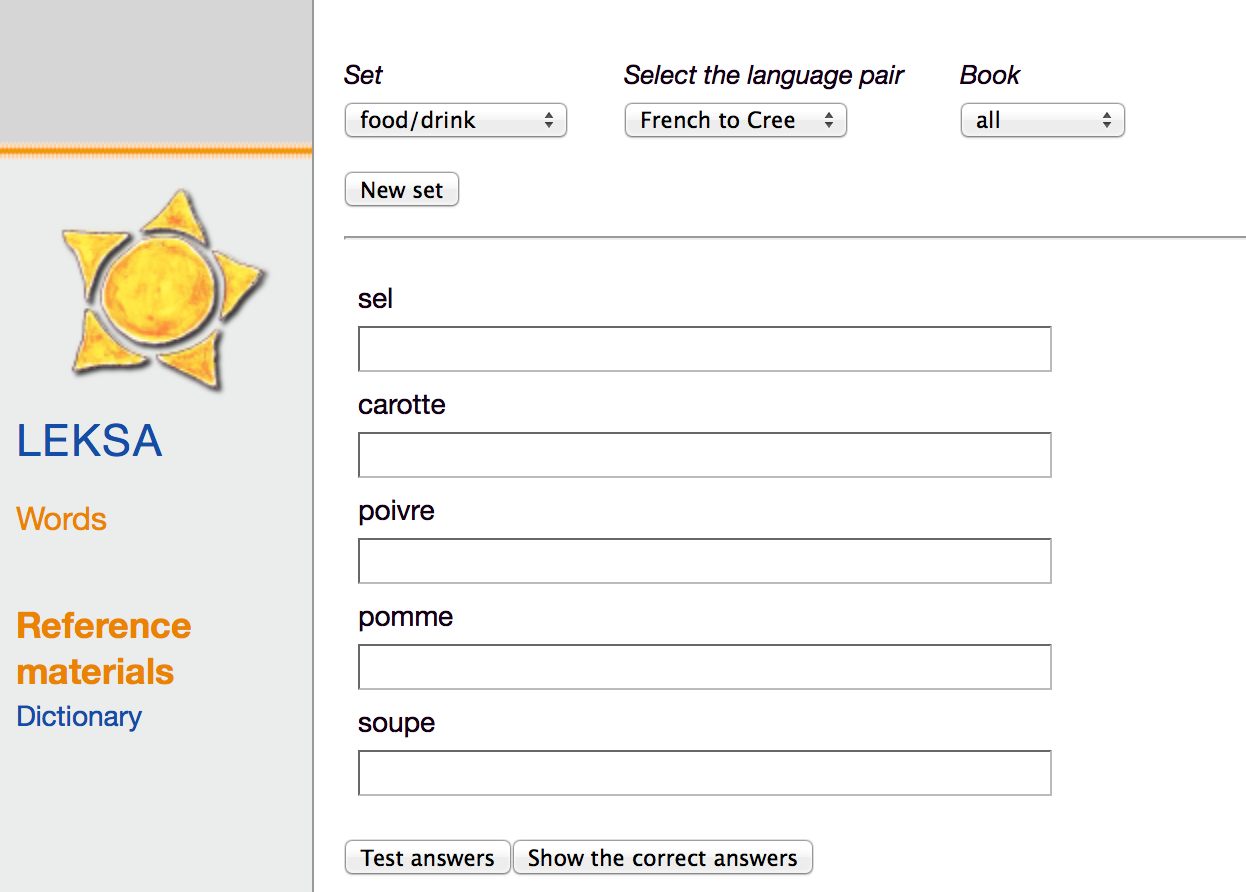 LEKSA
Words
Reference
materials
Dictionary
Set Select the language pair Book
food/drink French to Cree all
New set
sel
carotte
poivre
pomme
soupe
Test answers Show the correct answers